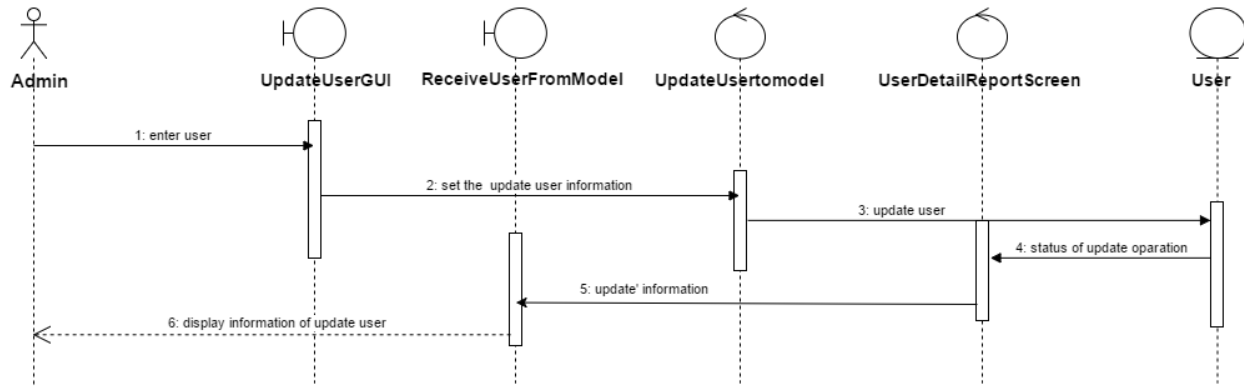 Admin
UpdateUserGUI
ReceiveUserFromModel
UpdateUsertomodel
UserDetailReportScreen
User
1: enter user
2: set the  update user information
3: update user
4: status of update oparation
5: update' information
6: display information of update user